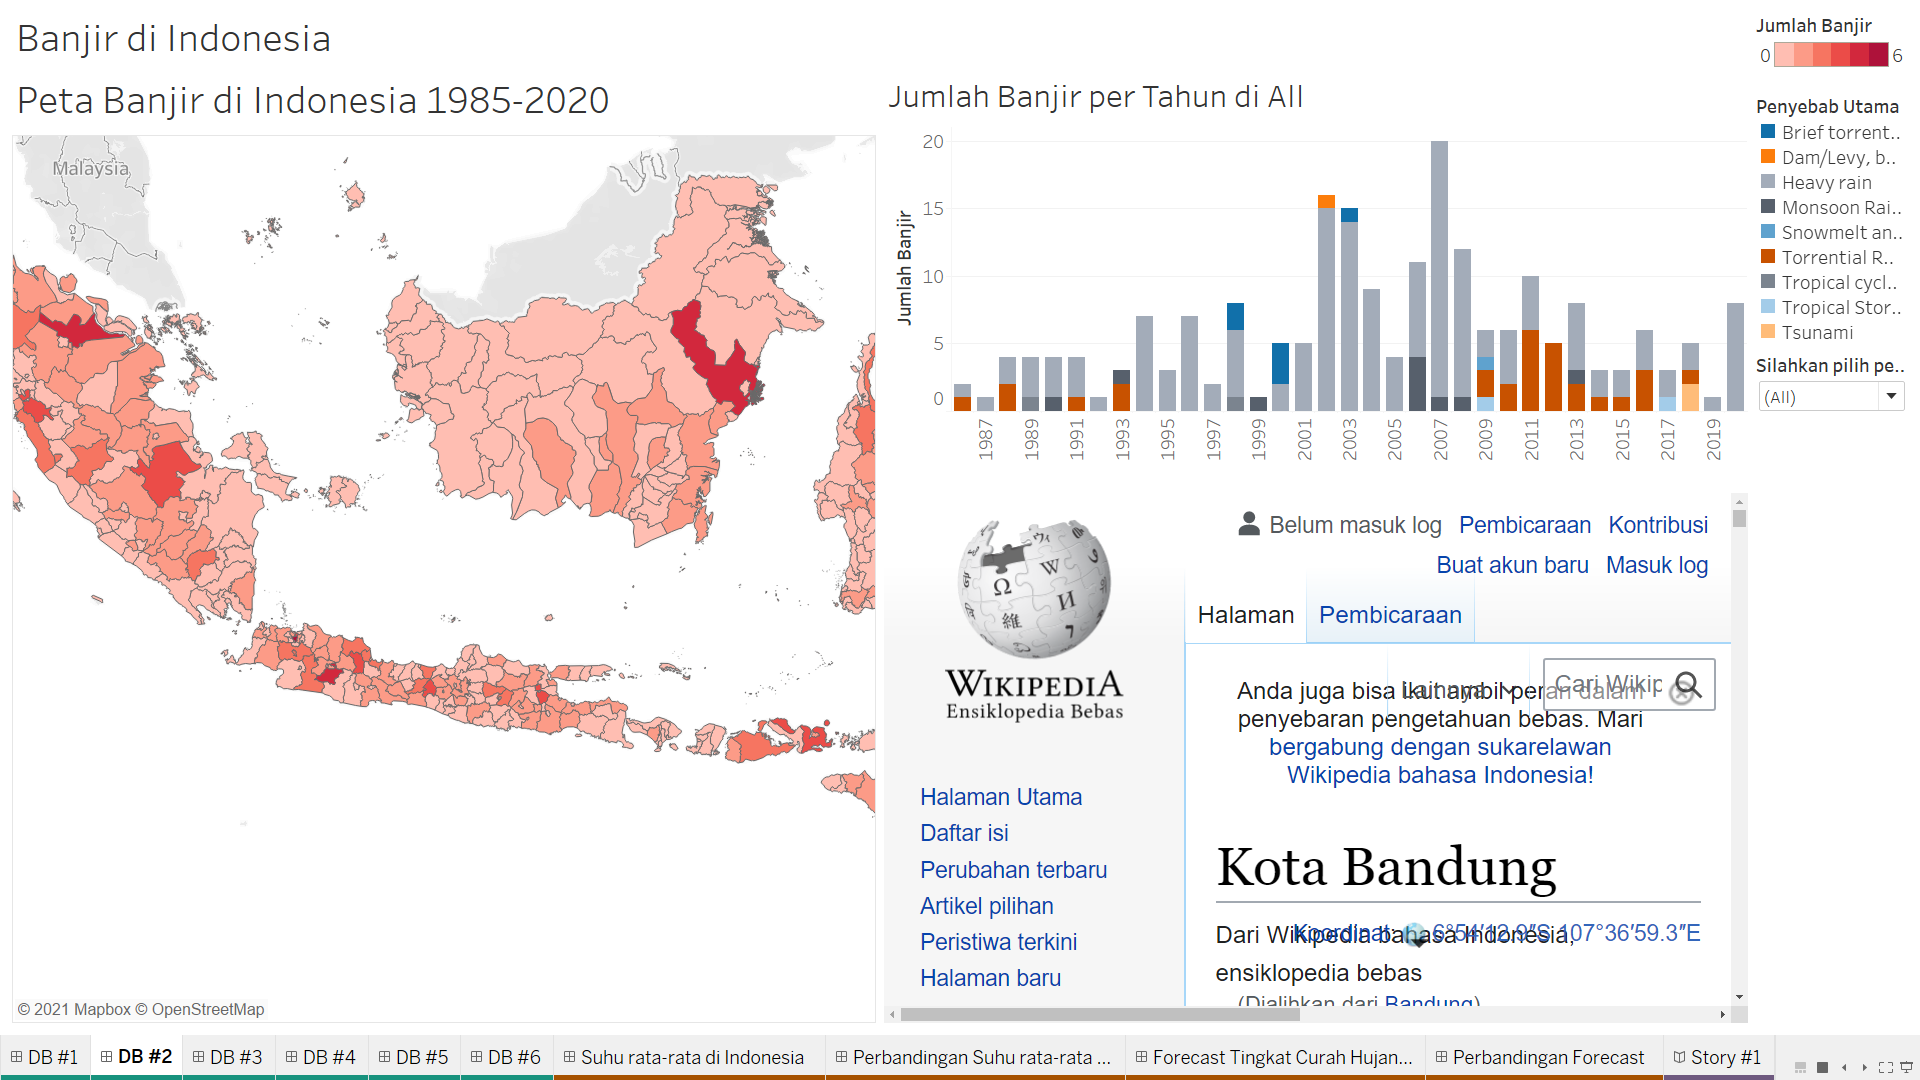 Banjir di Indonesia
Peta Banjir di Indonesia 1985-2020
Malaysia
© 2021 Mapbox © OpenStreetMap
Jumlah Banjir per Tahun di All
Jumlah Banjir
20
15
10
5
0
1987
1989
1991
1993
1995
1997
1999
2001
2003
2005
2007
2009
2011
2013
2015
2017
2019
Jumlah Banjir
0 6
Penyebab Utama
Brief torrent..
Dam/Levy, b..
Heavy rain
Monsoon Rai..
Snowmelt an..
Torrential R..
Tropical cycl..
Tropical Stor..
Tsunami
Silahkan pilih pe..
(All)
WIKIPEDIA
Ensiklopedia Bebas
Belum masuk log Pembicaraan Kontribusi
Buat akun baru Masuk log
Halaman Pembicaraan
Lainnya
Cari Wikip
Anda juga bisa ikut ambil peran dalam
penyebaran pengetahuan bebas. Mari
bergabung dengan sukarelawan
Wikipedia bahasa Indonesia!
Halaman Utama
Daftar isi
Perubahan terbaru
Artikel pilihan
Peristiwa terkini
Halaman baru
Kota Bandung
Koordinat: 6°54′12.9″S 107°36′59.3″E
Dari Wikipedia bahasa Indonesia,
ensiklopedia bebas
(Dialihkan dari Bandung)
DB #1 DB #2 DB #3 DB #4 DB #5 DB #6 Suhu rata-rata di Indonesia Perbandingan Suhu rata-rata ... Forecast Tingkat Curah Hujan... Perbandingan Forecast Story #1